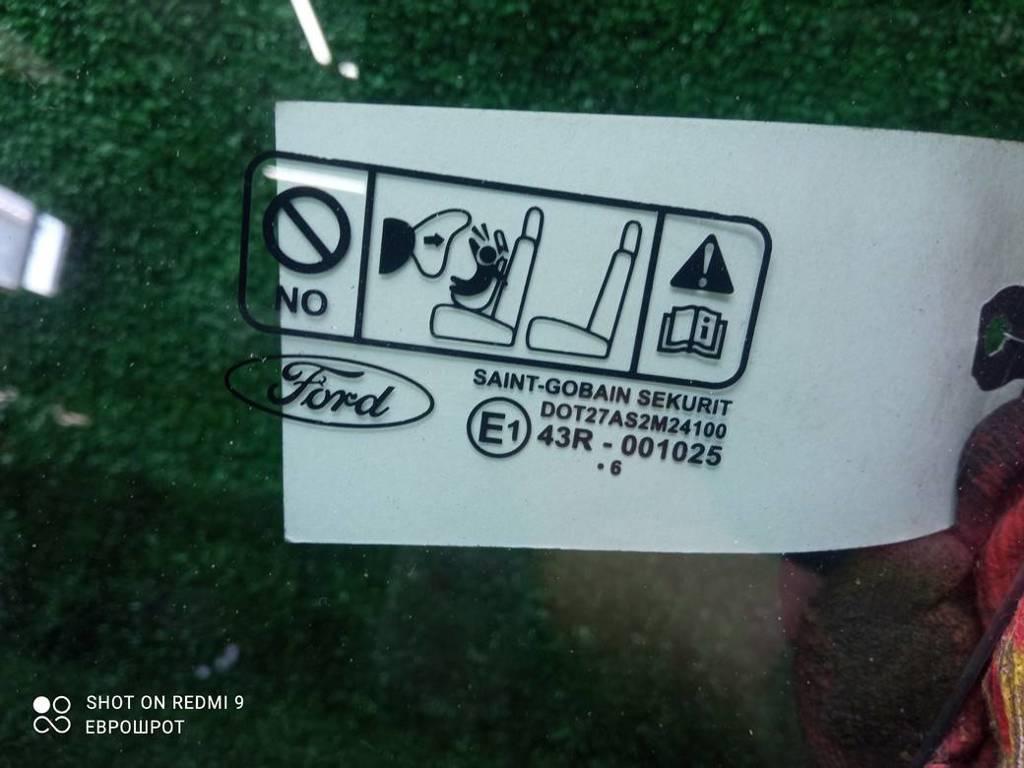 NO
Ford
SAINT-GOBAIN SEKURIT
DOT27AS2M24100
E1 43R - 001025
• 6
SHOT ON REDMI 9
ЕВРОШРОТ